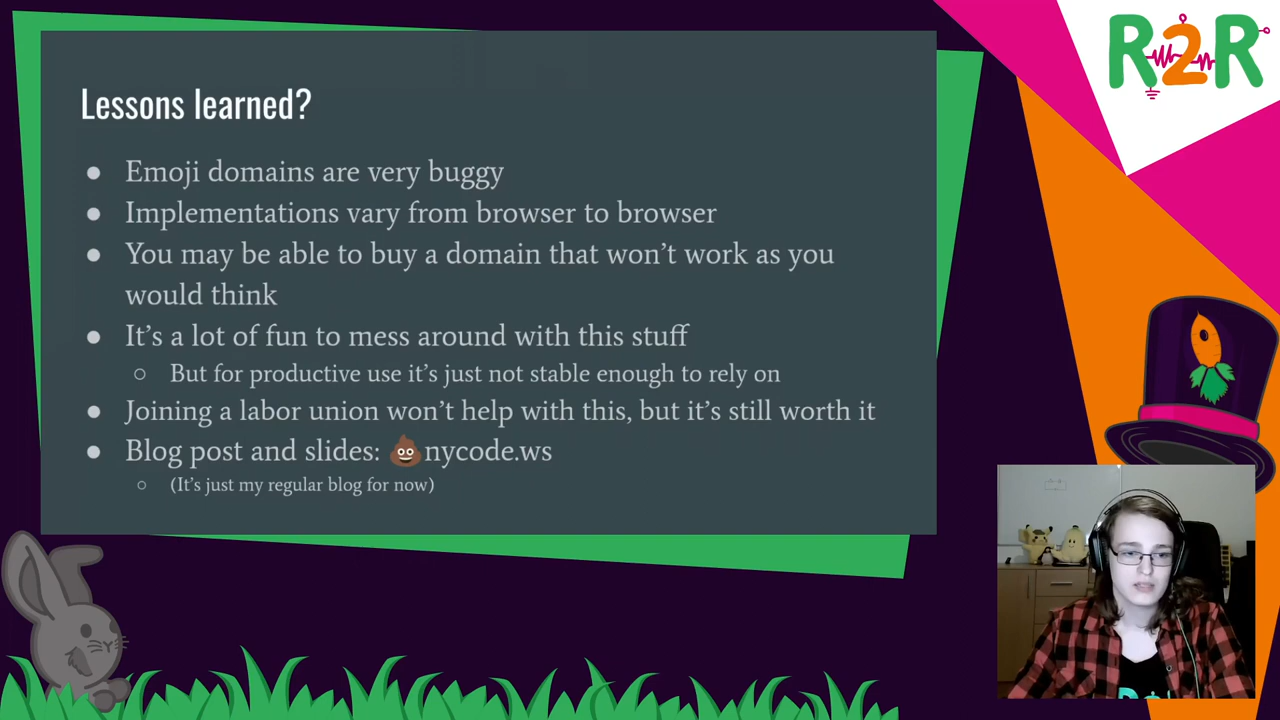 R2R
Lessons learned?
● Emoji domains are very buggy
● Implementations vary from browser to browser
● You may be able to buy a domain that won’t work as you
would think
● It’s a lot of fun to mess around with this stuff
○ But for productive use it’s just not stable enough to rely on
● Joining a labor union won’t help with this, but it’s still worth it
● Blog post and slides: 💩nycode.ws
○ (It’s just my regular blog for now)